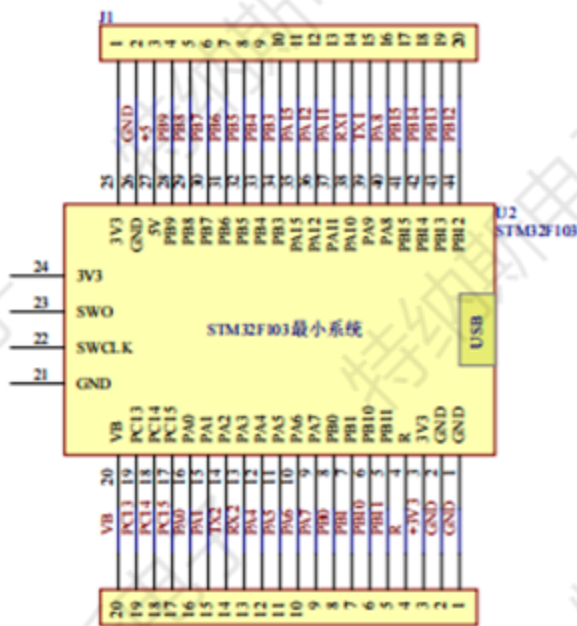 J1
1 2 3 4 5 6 7 8 9 10 11 12 13 14 15 16 17 18 19 20
GND +5 PB9 PB8 PB7 PB6 PB5 PB4 PB3 PA15 PA12 PA11 RX1 TX1 PA8 PB15 PB14 PB13 PB12
25 26 27 28 29 30 31 32 33 34 35 36 37 38 39 40 41 42 43 44
3V3 GND 5V PB9 PB8 PB7 PB6 PB5 PB4 PB3 PA15 PA12 PA11 PA10 PA9 PA8 PB15 PB14 PB13 PB12
U2
STM32F103
24 3V3
23 SWO
22 SWCLK
21 GND
STM32F103最小系统
USB
VB PC13 PC14 PC15 PA0 PA1 PA2 PA3 PA4 PA5 PA6 PA7 PB0 PB1 PB10 PB11 R 3V3 GND GND
20 19 18 17 16 15 14 13 12 11 10 9 8 7 6 5 4 3 2 1
VB PC13 PC14 PC15 PA0 PA1 TX2 RX2 PA4 PA5 PA6 PA7 PB0 PB1 PB10 PB11 R +3V3 GND GND
20 19 18 17 16 15 14 13 12 11 10 9 8 7 6 5 4 3 2 1
特纳斯
特纳斯电